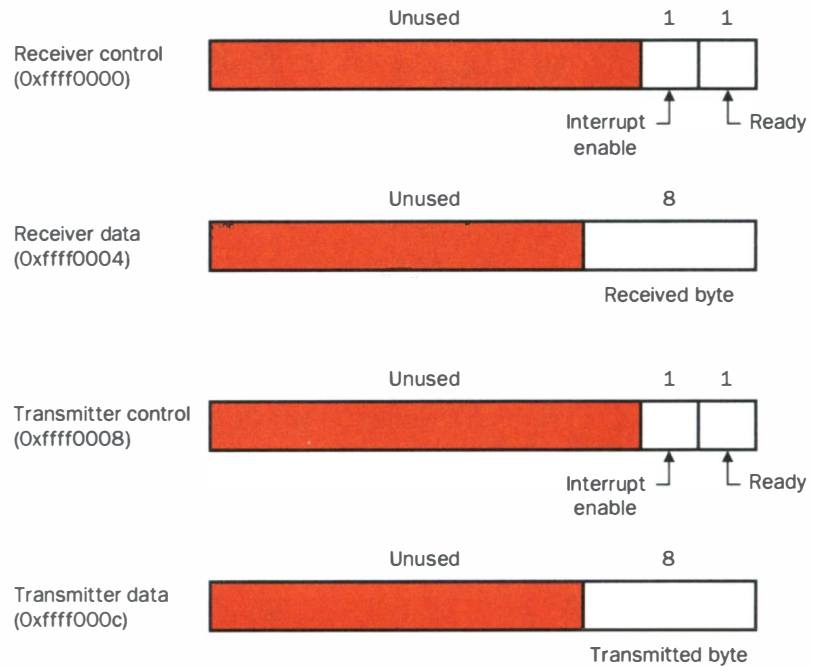 Unused 1 1
Receiver control
(0xffff0000)
Interrupt
enable
Ready
Unused 8
Receiver data
(0xffff0004)
Received byte
Unused 1 1
Transmitter control
(0xffff0008)
Interrupt
enable
Ready
Unused 8
Transmitter data
(0xffff000c)
Transmitted byte